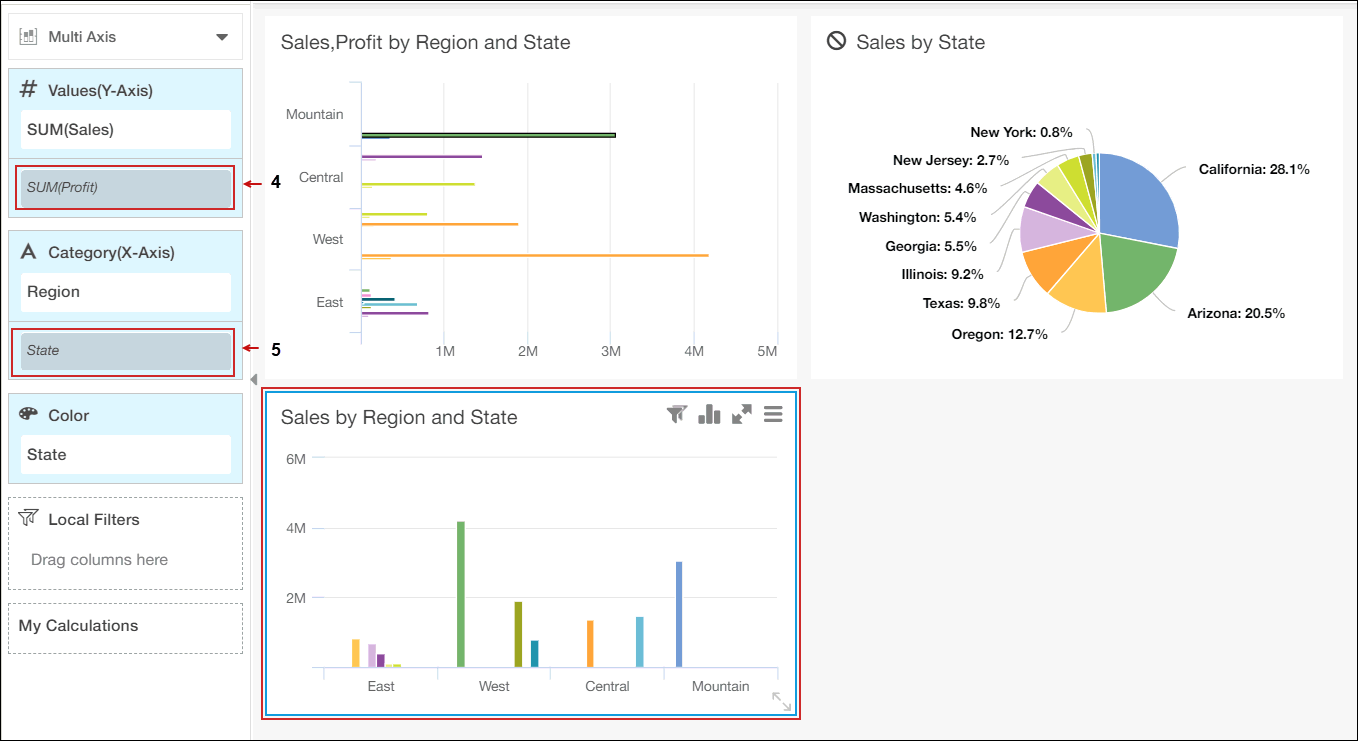 Multi Axis
Values(Y-Axis)
SUM(Sales)
SUM(Profit)
4
Category(X-Axis)
Region
State
5
Color
State
Local Filters
Drag columns here
My Calculations
Sales,Profit by Region and State
Mountain
Central
West
East
1M 2M 3M 4M 5M
Sales by State
New York: 0.8%
New Jersey: 2.7%
Massachusetts: 4.6%
Washington: 5.4%
Georgia: 5.5%
Illinois: 9.2%
Texas: 9.8%
Oregon: 12.7%
California: 28.1%
Arizona: 20.5%
Sales by Region and State
6M
4M
2M
East West Central Mountain